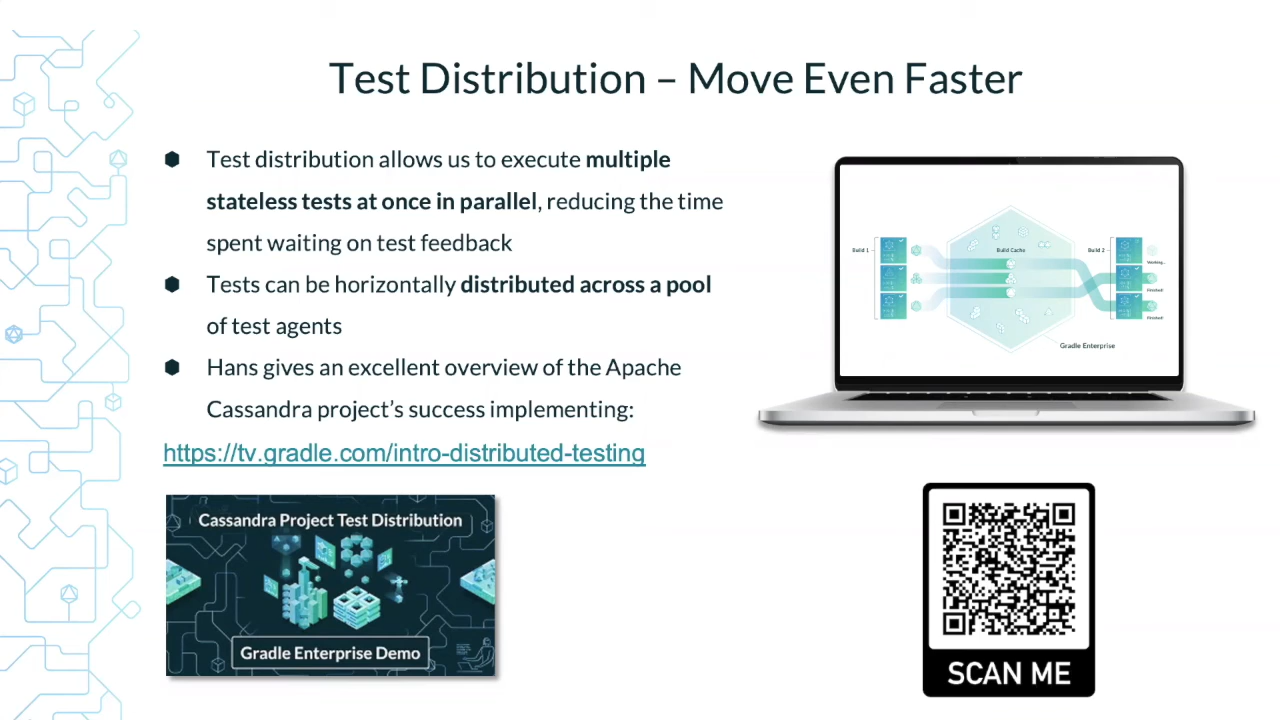 Test Distribution – Move Even Faster
Test distribution allows us to execute multiple
stateless tests at once in parallel, reducing the time
spent waiting on test feedback
Tests can be horizontally distributed across a pool
of test agents
Hans gives an excellent overview of the Apache
Cassandra project’s success implementing:
https://tv.gradle.com/intro-distributed-testing
Build 1
Build Cache
Build 2
Working...
Finished!
Finished!
Gradle Enterprise
Cassandra Project Test Distribution
Gradle Enterprise Demo
SCAN ME